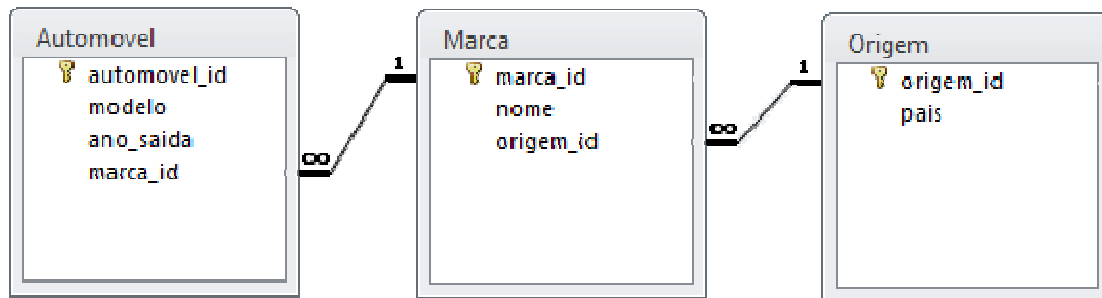 Automovel
automovel_id
modelo
ano_saida
marca_id
∞
1
Marca
marca_id
nome
origem_id
∞
1
Origem
origem_id
pais